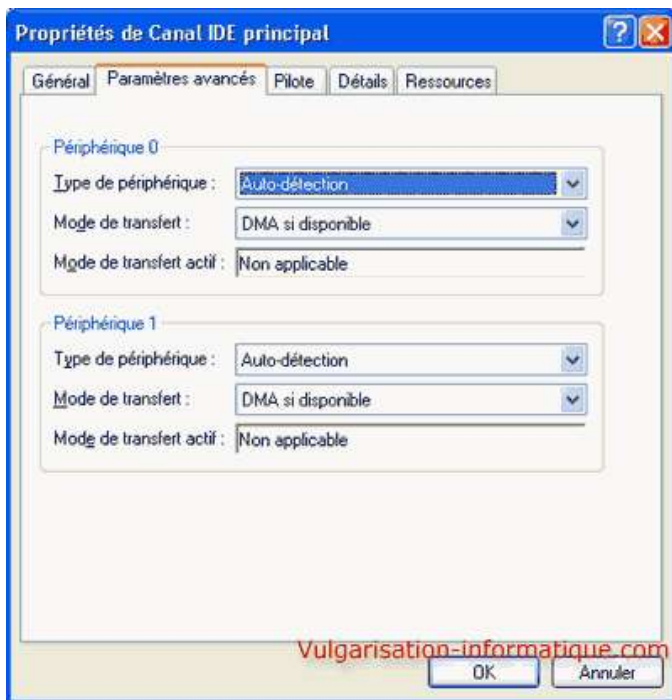 Propriétés de Canal IDE principal
Général Paramètres avancés Pilote Détails Ressources
Périphérique 0
Type de périphérique : Auto-détection
Mode de transfert : DMA si disponible
Mode de transfert actif : Non applicable
Périphérique 1
Type de périphérique : Auto-détection
Mode de transfert : DMA si disponible
Mode de transfert actif : Non applicable
Vulgarisation-informatique.com
OK Annuler